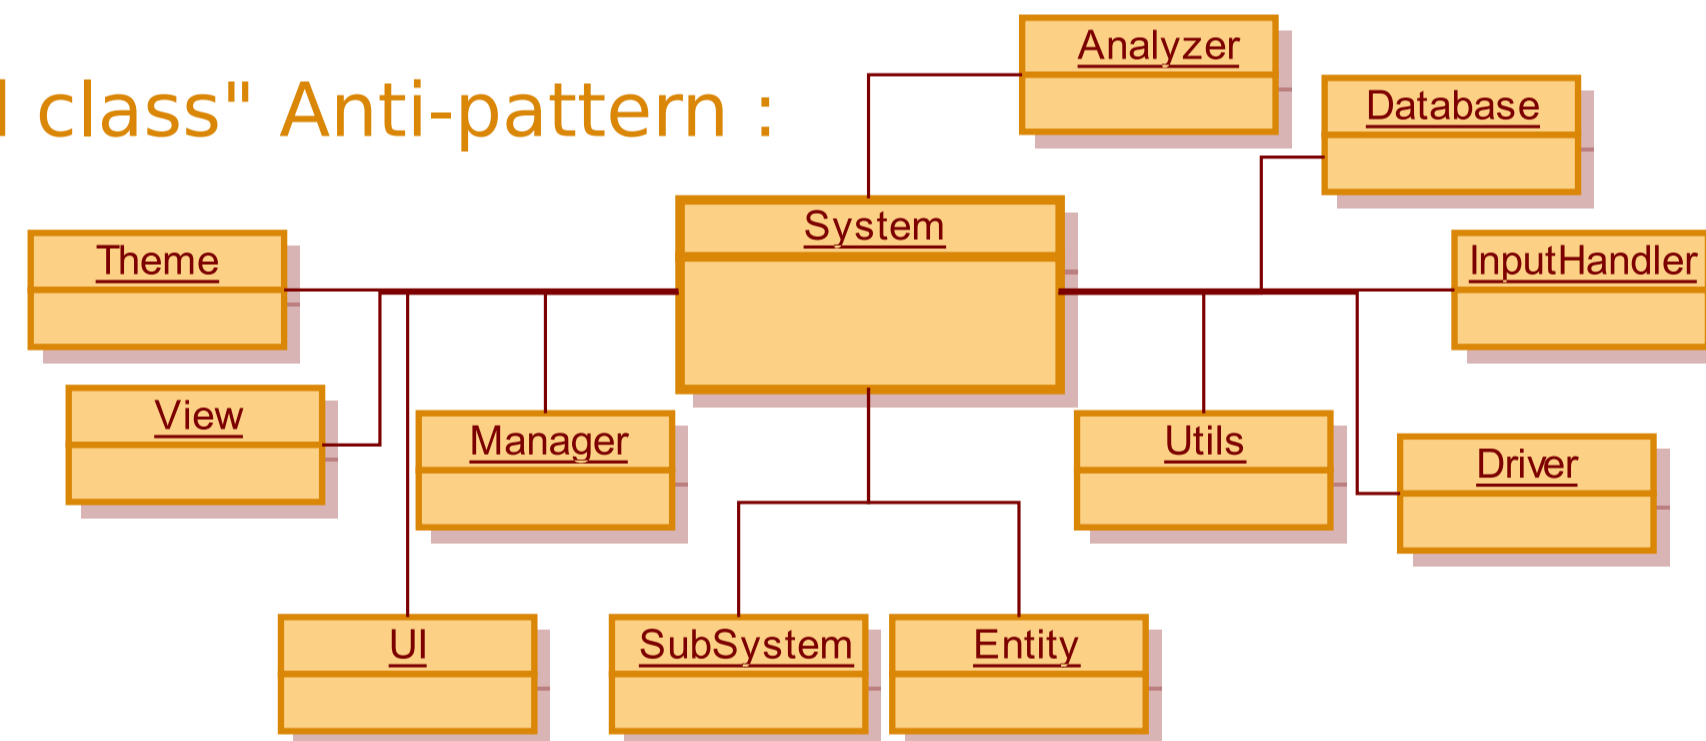 class" Anti-pattern :
Analyzer
Database
System
Theme
InputHandler
View
Manager
Utils
Driver
UI
SubSystem
Entity